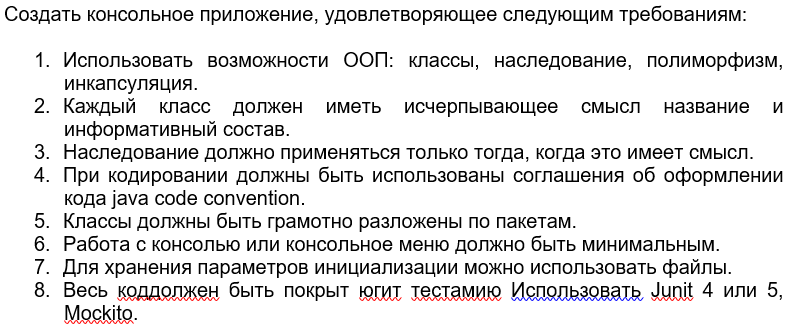 Создать консольное приложение, удовлетворяющее следующим требованиям:
1. Использовать возможности ООП: классы, наследование, полиморфизм,
инкапсуляция.
2. Каждый класс должен иметь исчерпывающее смысл название и
информативный состав.
3. Наследование должно применяться только тогда, когда это имеет смысл.
4. При кодировании должны быть использованы соглашения об оформлении
кода java code convention.
5. Классы должны быть грамотно разложены по пакетам.
6. Работа с консолью или консольное меню должно быть минимальным.
7. Для хранения параметров инициализации можно использовать файлы.
8. Весь коддолжен быть покрыт югит тестамию Использовать Junit 4 или 5,
Mockito.